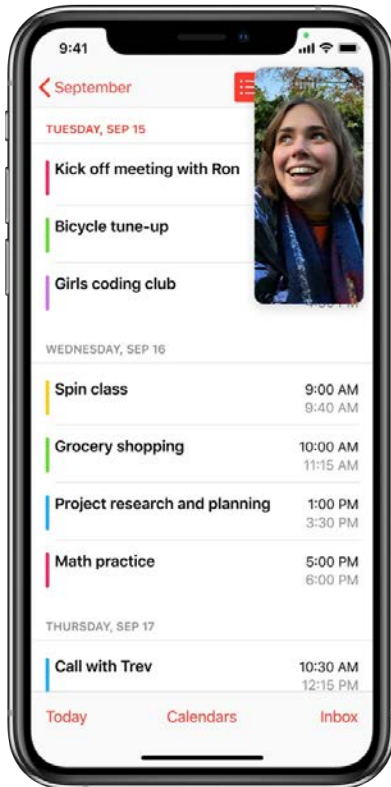 9:41
September
TUESDAY, SEP 15
Kick off meeting with Ron
Bicycle tune-up
Girls coding club
WEDNESDAY, SEP 16
Spin class 9:00 AM
9:40 AM
Grocery shopping 10:00 AM
11:15 AM
Project research and planning 1:00 PM
3:30 PM
Math practice 5:00 PM
6:00 PM
THURSDAY, SEP 17
Call with Trev 10:30 AM
12:15 PM
Today Calendars Inbox